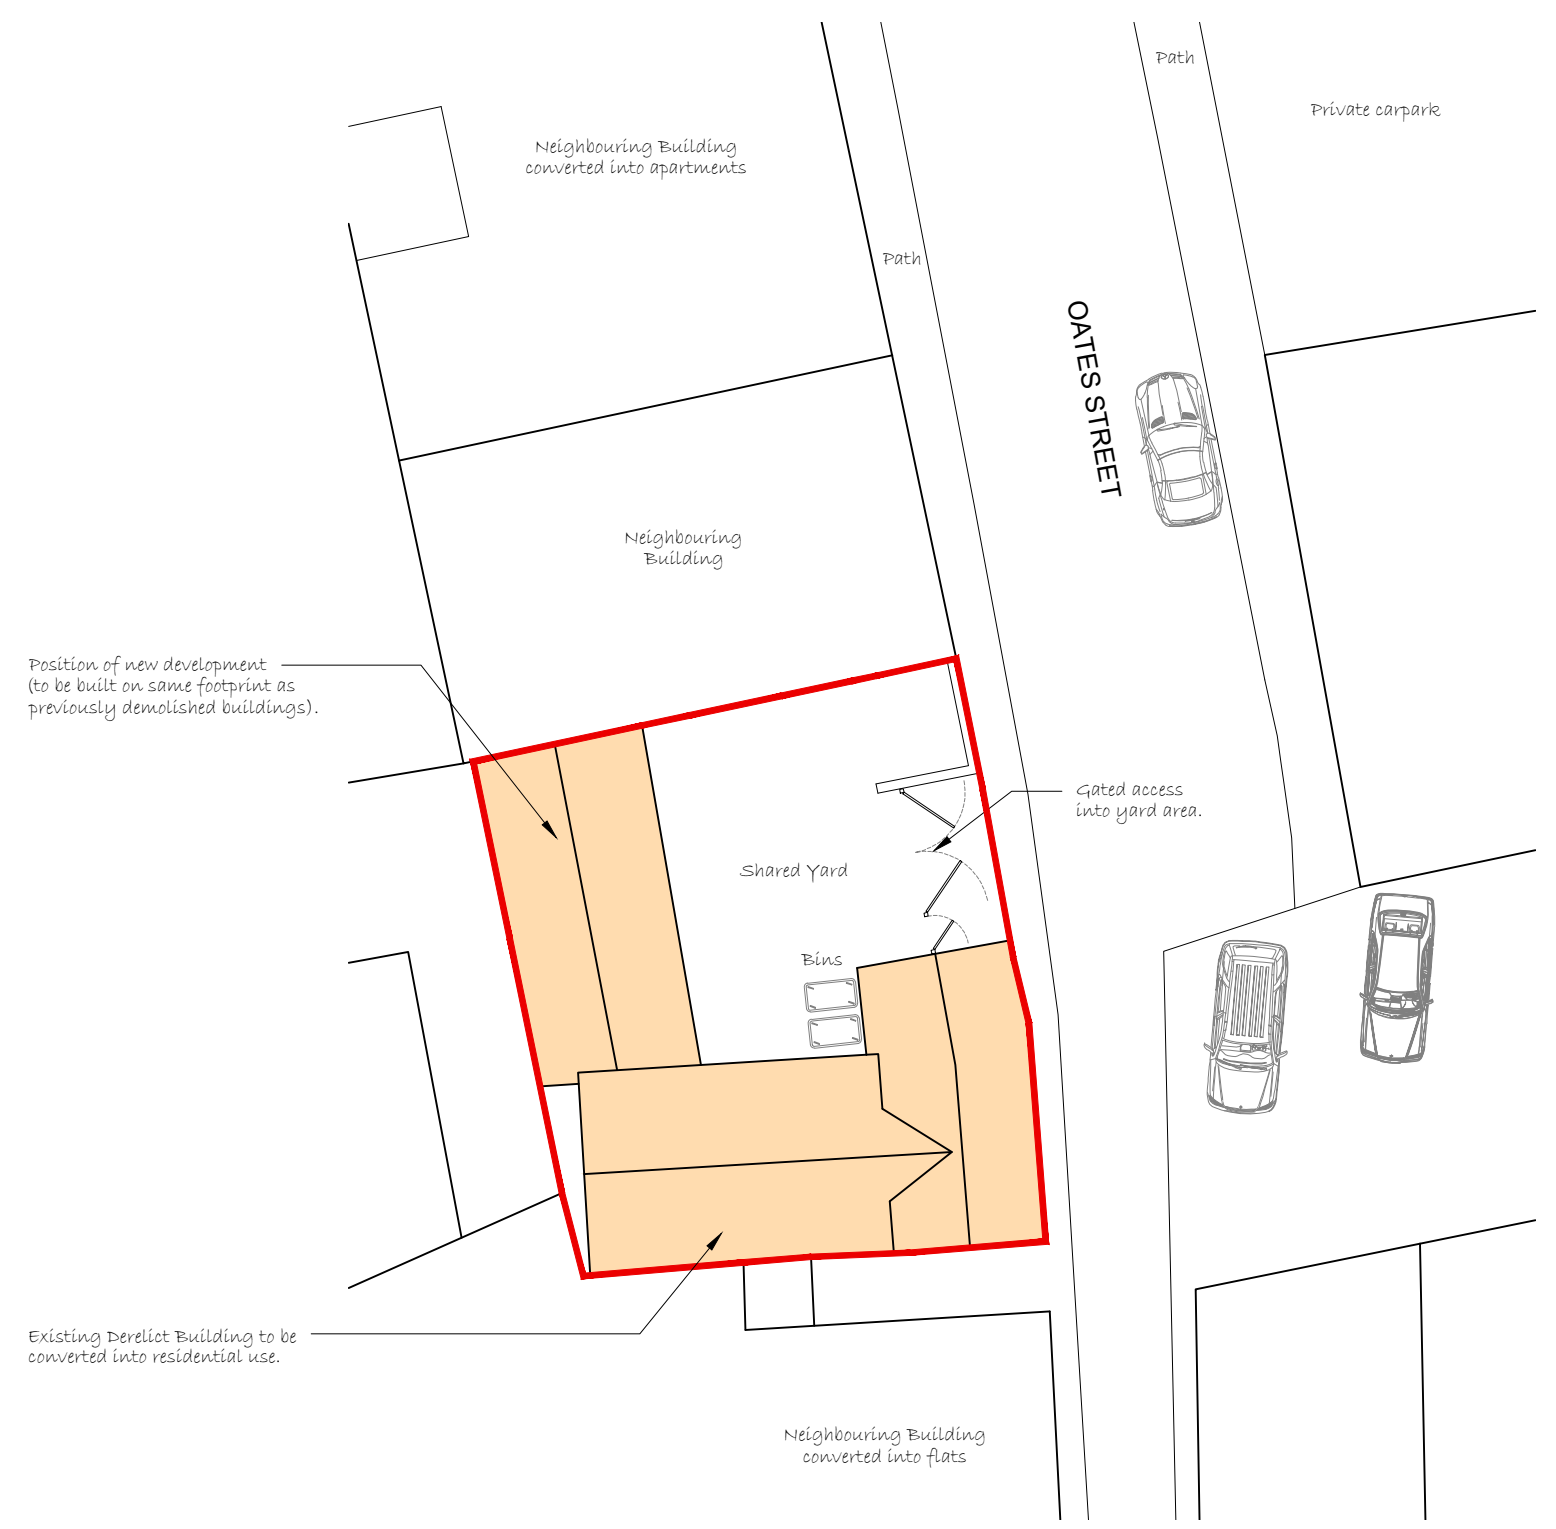 Path
Private carpark
Neighbouring Building
converted into apartments
Path
OATES STREET
Neighbouring
Building
Position of new development
(to be built on same footprint as
previously demolished buildings).
Gated access
into yard area.
Shared Yard
Bins
Existing Derelict Building to be
converted into residential use.
Neighbouring Building
converted into flats